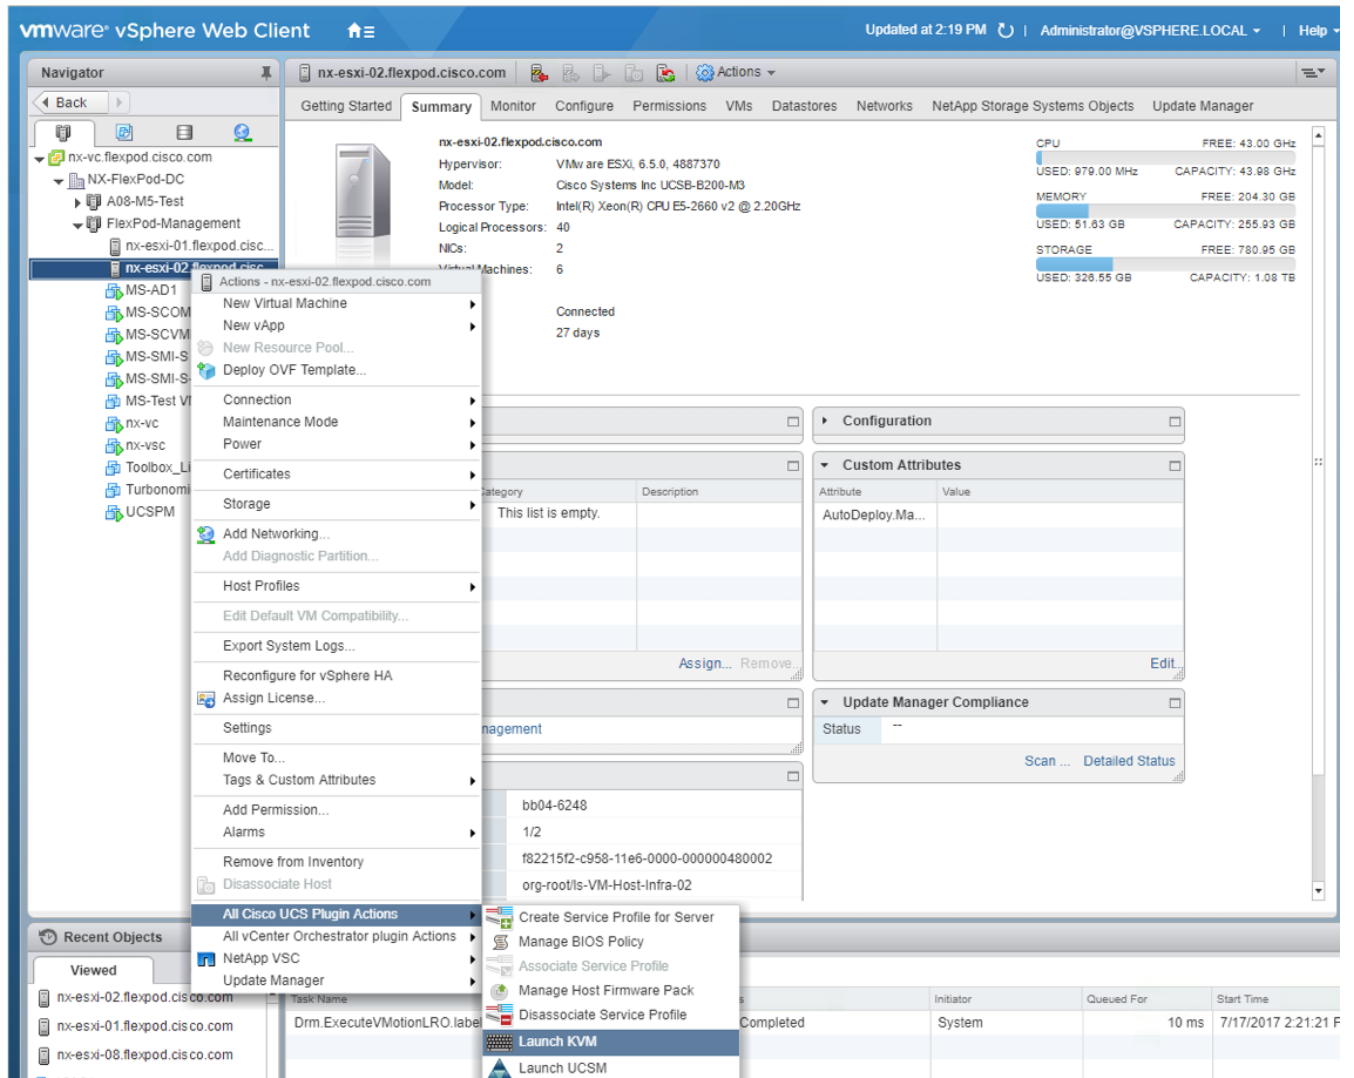 vmware® vSphere Web Client
Updated at 2:19 PM | Administrator@VSPHERE.LOCAL | Help
Navigator
Back
nx-vc.flexpod.cisco.com
NX-FlexPod-DC
A08-M5-Test
FlexPod-Management
nx-esxi-01.flexpod.cisc...
nx-esxi-02.flexpod.cisc...
MS-AD1
MS-SCOM
MS-SCVM
MS-SMI-S
MS-SMI-S-
MS-Test
nx-vc
nx-vsc
Toolbox_Li
Turbonomi
UCSPM
nx-esxi-02.flexpod.cisco.com Actions
Getting Started Summary Monitor Configure Permissions VMs Datastores Networks NetApp Storage Systems Objects Update Manager
nx-esxi-02.flexpod.cisco.com
Hypervisor: VMware ESXi, 6.5.0, 4887370
Model: Cisco Systems Inc UCSB-B200-M3
Processor Type: Intel(R) Xeon(R) CPU E5-2660 v2 @ 2.20GHz
Logical Processors: 40
NICs: 2
Virtual Machines: 6
Connected
27 days
CPU FREE: 43.00 GHz
USED: 979.00 MHz CAPACITY: 43.98 GHz
MEMORY FREE: 204.30 GB
USED: 51.63 GB CAPACITY: 255.93 GB
STORAGE FREE: 780.95 GB
USED: 326.55 GB CAPACITY: 1.08 TB
Actions - nx-esxi-02.flexpod.cisco.com
New Virtual Machine
New vApp
New Resource Pool...
Deploy OVF Template...
Connection
Maintenance Mode
Power
Certificates
Storage
Add Networking...
Add Diagnostic Partition...
Host Profiles
Edit Default VM Compatibility...
Export System Logs...
Reconfigure for vSphere HA
Assign License...
Settings
Move To...
Tags & Custom Attributes
Add Permission...
Alarms
Remove from Inventory
Disassociate Host
All Cisco UCS Plugin Actions
All vCenter Orchestrator plugin Actions
NetApp VSC
Update Manager
Category Description
This list is empty.
Assign... Remove...
nagement
bb04-6248
1/2
f82215f2-c958-11e6-0000-000000480002
org-root/ls-VM-Host-Infra-02
Configuration
Custom Attributes
Attribute Value
AutoDeploy.Ma...
Edit...
Update Manager Compliance
Status --
Scan ... Detailed Status
Create Service Profile for Server
Manage BIOS Policy
Associate Service Profile
Manage Host Firmware Pack
Disassociate Service Profile
Launch KVM
Launch UCSM
Recent Objects
Viewed
nx-esxi-02.flexpod.cisco.com
nx-esxi-01.flexpod.cisco.com
nx-esxi-08.flexpod.cisco.com
Task Name s Initiator Queued For Start Time
Drm.ExecuteVMotionLRO.label Completed System 10 ms 7/17/2017 2:21:21